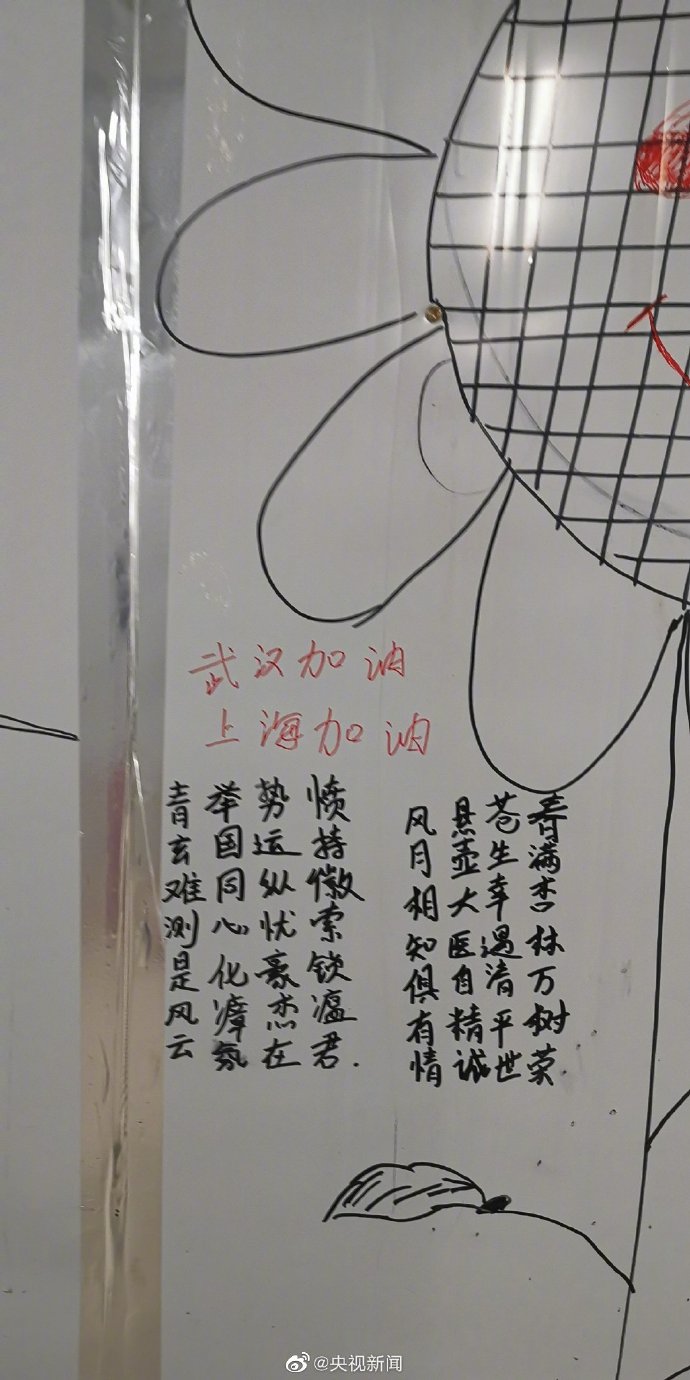 武汉加油
上海加油
青玄难测是风云
举国同心化瘴氛
势运纵忧豪杰在
愤持徽索锁瘟君.
风月相知俱有情
悬壶大医自精诚
苍生幸遇清平世
春满杏林万树荣
@央视新闻